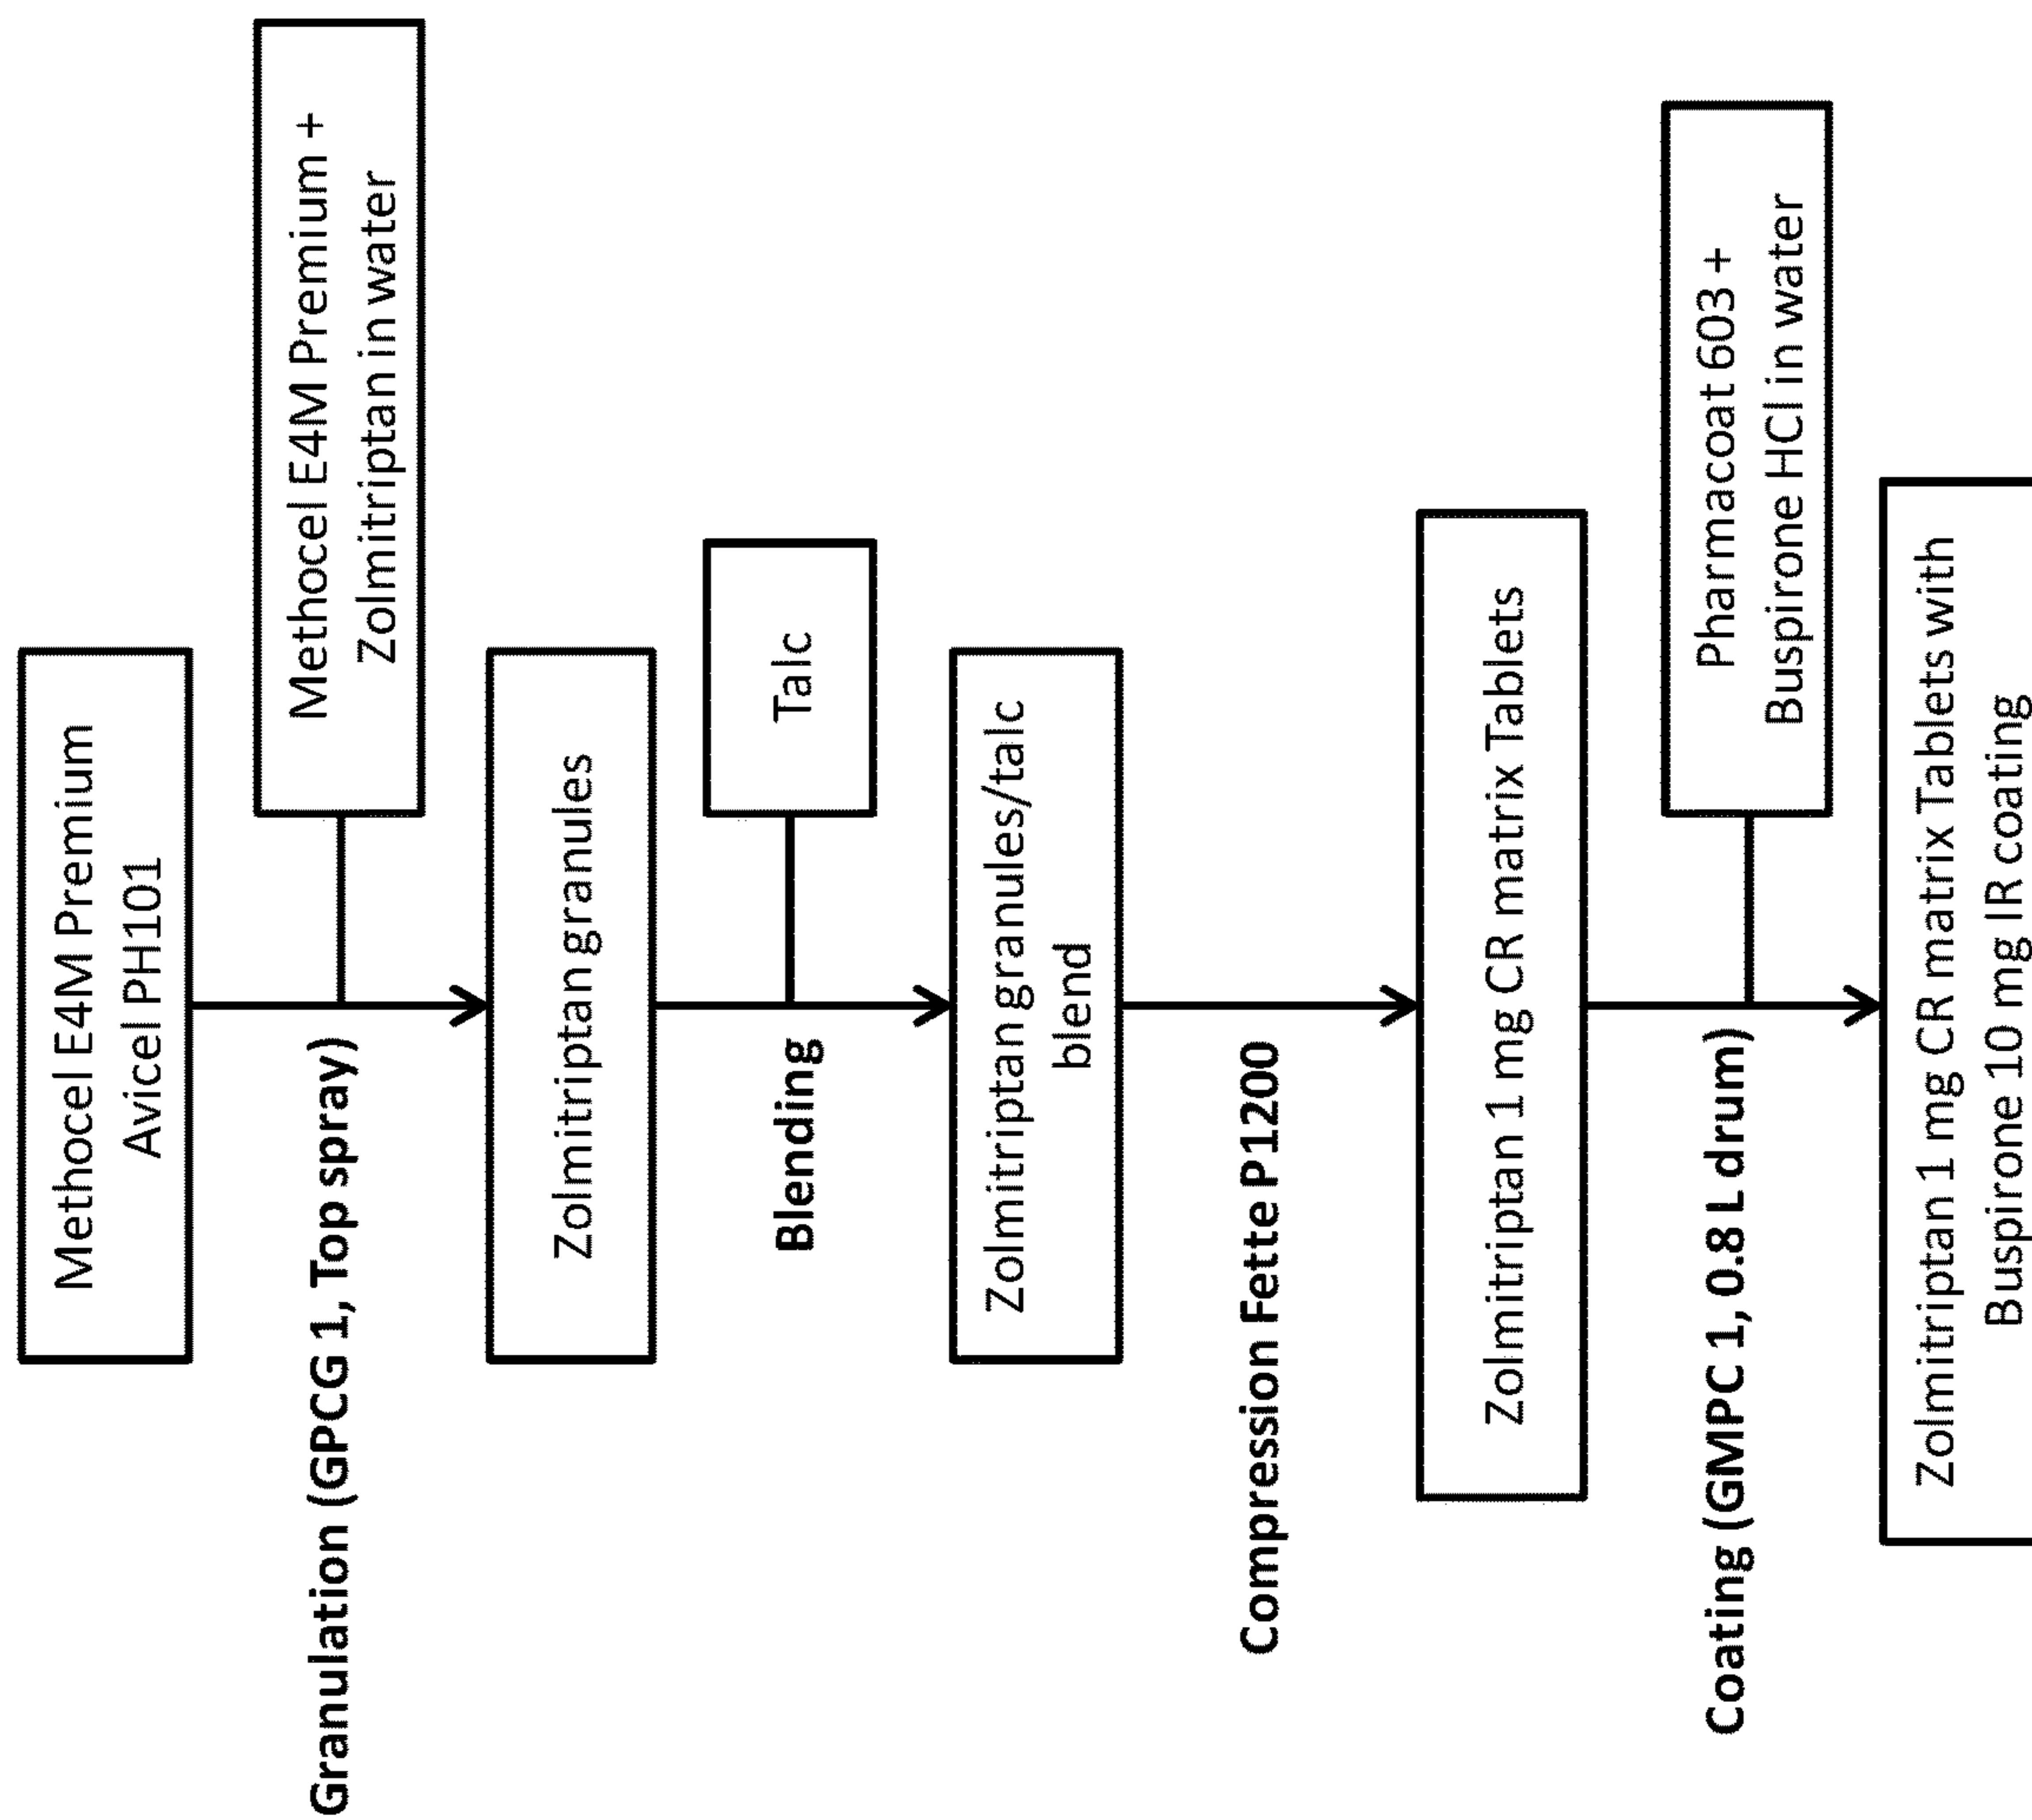 Methocel E4M Premium
Avicel PH101
Granulation (GPCG 1, Top spray)
Methocel E4M Premium +
Zolmitriptan in water
Zolmitriptan granules
Blending
Talc
Zolmitriptan granules/talc
blend
Compression Fette P1200
Zolmitriptan 1 mg CR matrix Tablets
Coating (GMPC 1, 0.8 L drum)
Pharmacoat 603 +
Buspirone HCl in water
Zolmitriptan 1 mg CR matrix Tablets with
Buspirone 10 mg IR coating